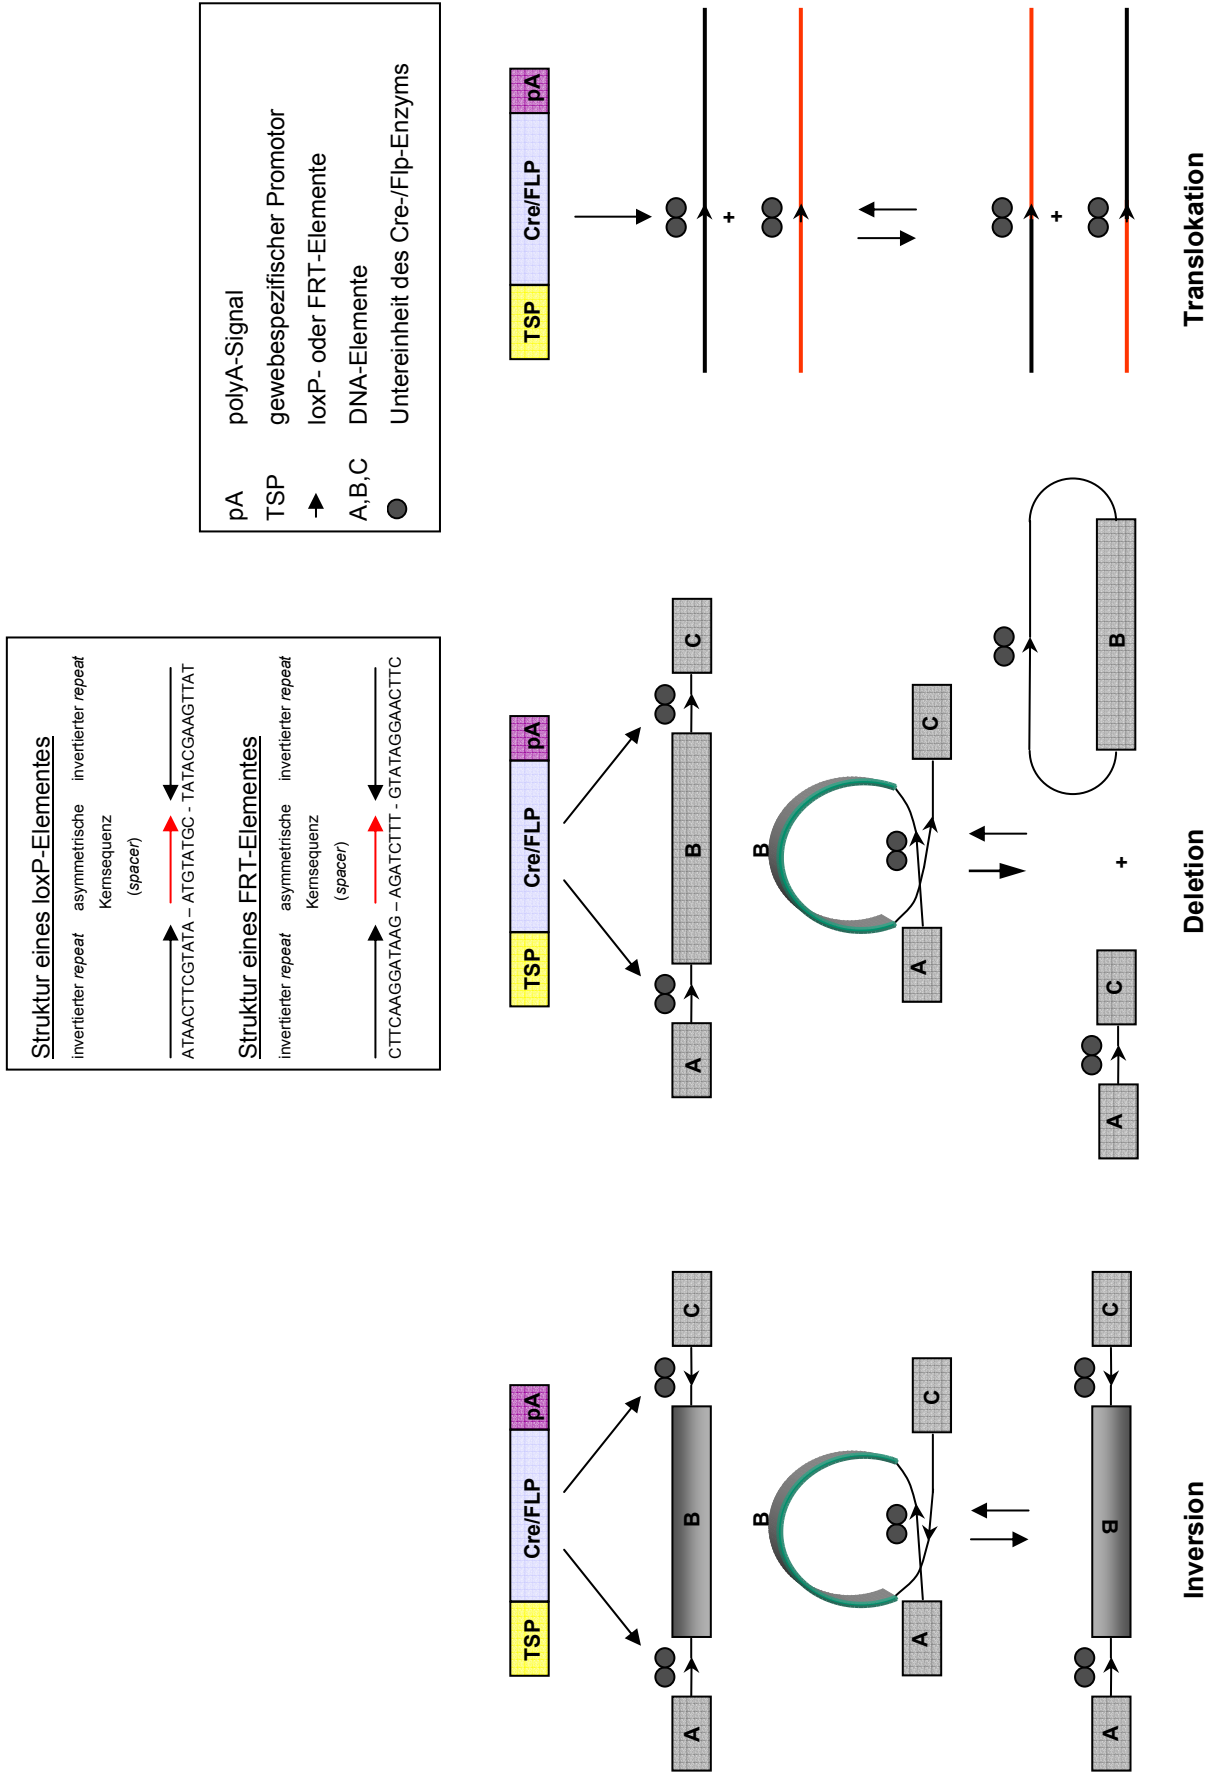 Struktur eines loxP-Elementes
invertierter repeat asymmetrische invertierter repeat
Kernsequenz
(spacer)
ATAACTTCGTATA – ATGTATGC - TATACGAAGTTAT
Struktur eines FRT-Elementes
invertierter repeat asymmetrische invertierter repeat
Kernsequenz
(spacer)
CTTCAAGGATAAG – AGATCTTT - GTATAGGAACTTC
pA polyA-Signal
TSP gewebespezifischer Promotor
loxP- oder FRT-Elemente
A,B,C DNA-Elemente
Untereinheit des Cre-/Flp-Enzyms
TSP Cre/FLP pA
A B C
B
A C
A B C
Inversion
TSP Cre/FLP pA
A B C
B
A C
A C + B
Deletion
TSP Cre/FLP pA
+
+
Translokation